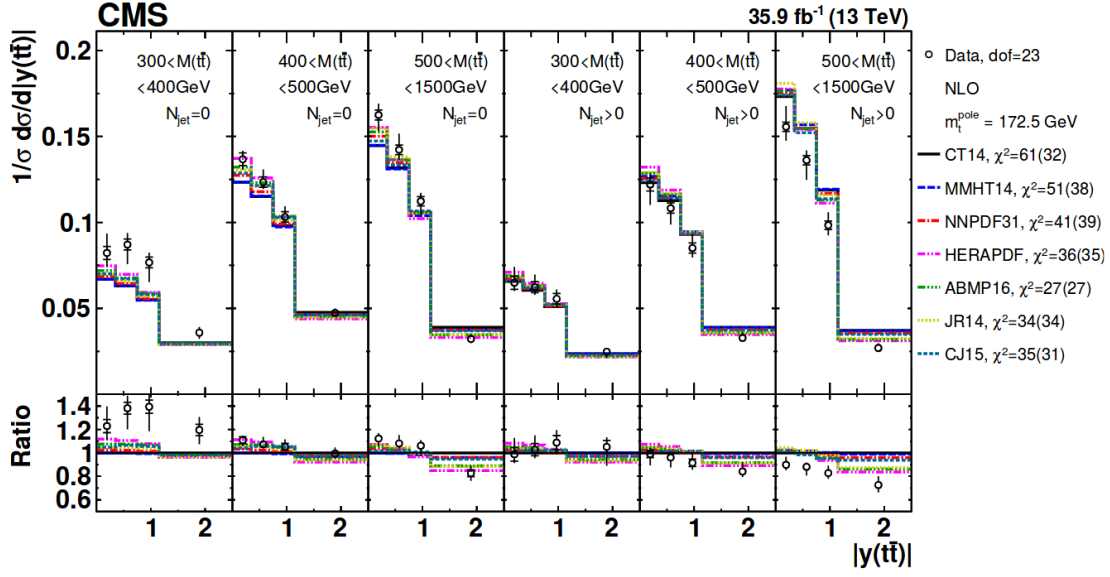 CMS
35.9 fb⁻¹ (13 TeV)
1/σ dσ/d|y(tt̄)|
0.2
0.15
0.1
0.05
300<M(tt̄)
<400GeV
N_jet=0
400<M(tt̄)
<500GeV
N_jet=0
500<M(tt̄)
<1500GeV
N_jet=0
300<M(tt̄)
<400GeV
N_jet>0
400<M(tt̄)
<500GeV
N_jet>0
500<M(tt̄)
<1500GeV
N_jet>0
Data, dof=23
NLO
m_t^pole = 172.5 GeV
CT14, χ²=61(32)
MMHT14, χ²=51(38)
NNPDF31, χ²=41(39)
HERAPDF, χ²=36(35)
ABMP16, χ²=27(27)
JR14, χ²=34(34)
CJ15, χ²=35(31)
Ratio
1.4
1.2
1
0.8
0.6
1 2 1 2 1 2 1 2 1 2 1 2
|y(tt̄)|